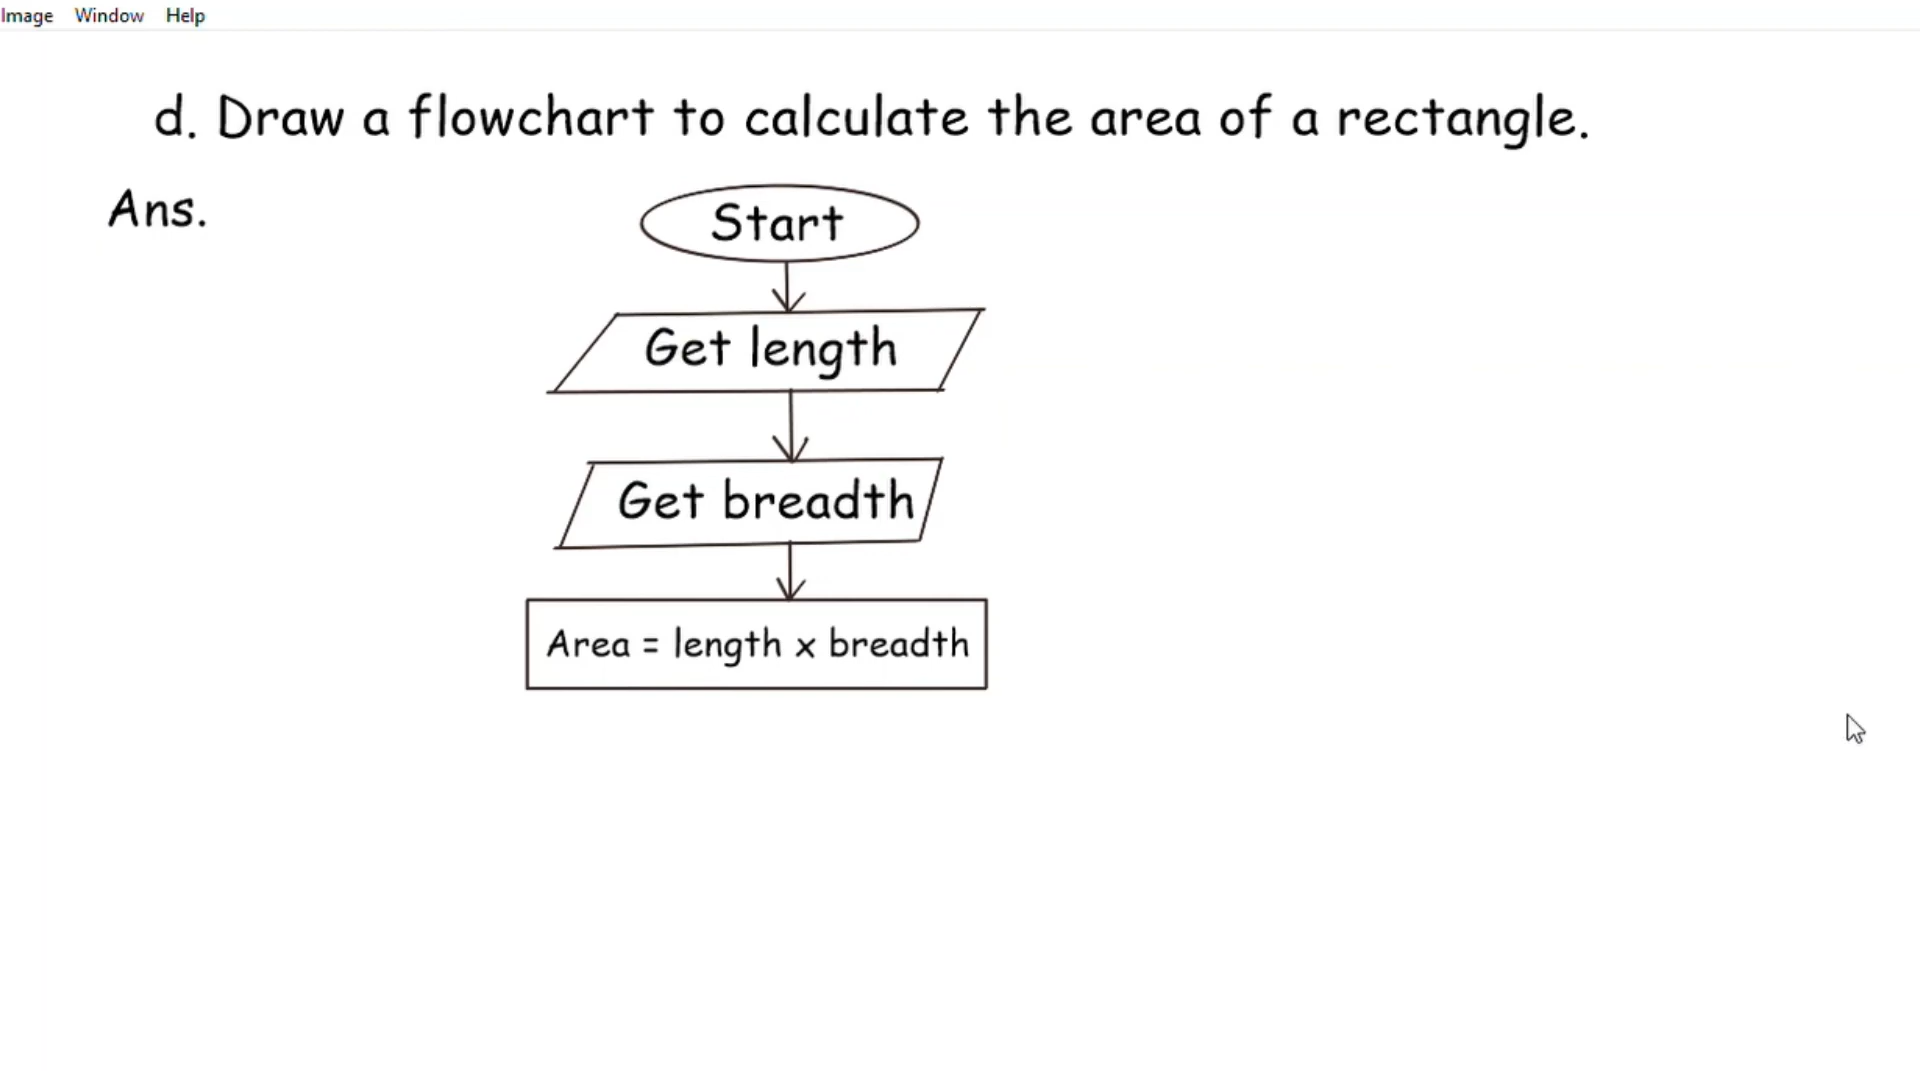 Image Window Help
d. Draw a flowchart to calculate the area of a rectangle.
Ans.
Start
Get length
Get breadth
Area = length x breadth